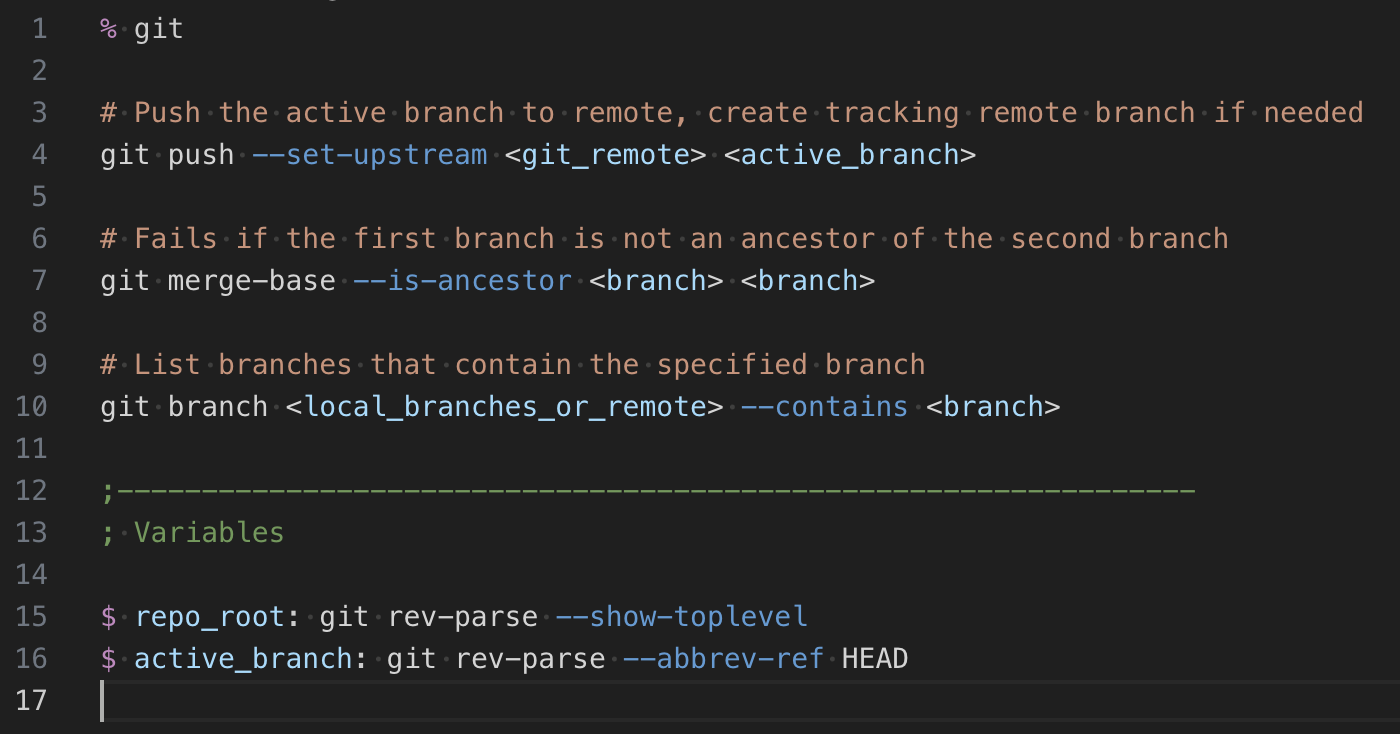 1 % git
2
3 # Push the active branch to remote, create tracking remote branch if needed
4 git push --set-upstream <git_remote> <active_branch>
5
6 # Fails if the first branch is not an ancestor of the second branch
7 git merge-base --is-ancestor <branch> <branch>
8
9 # List branches that contain the specified branch
10 git branch <local_branches_or_remote> --contains <branch>
11
12 ;----------------------------------------------------------------
13 ; Variables
14
15 $ repo_root: git rev-parse --show-toplevel
16 $ active_branch: git rev-parse --abbrev-ref HEAD
17